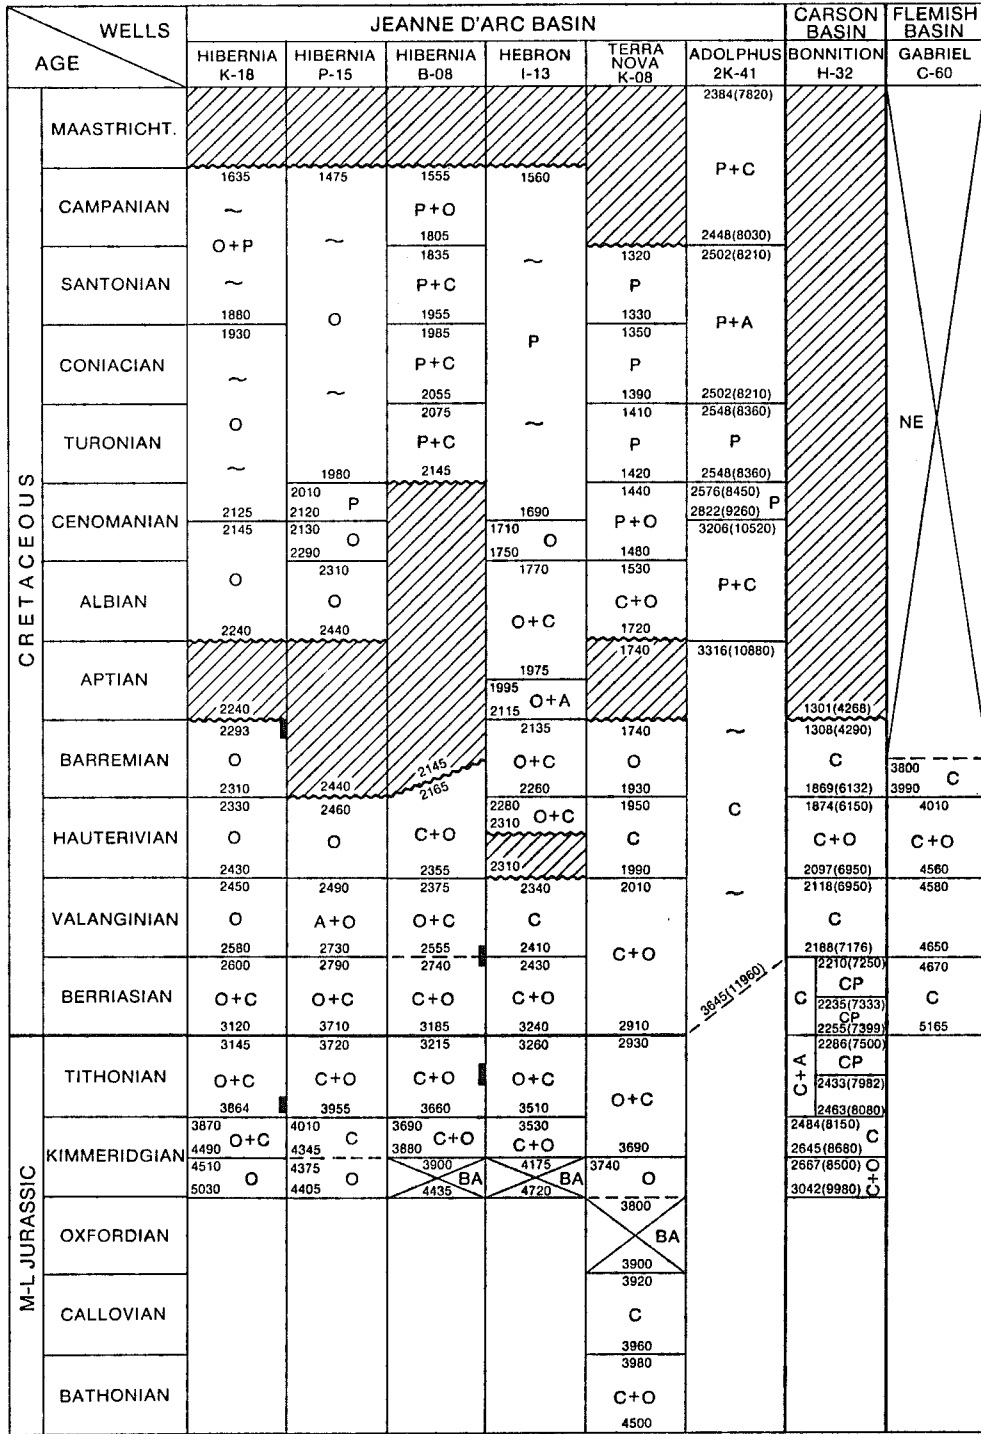 WELLS
AGE
JEANNE D'ARC BASIN
CARSON BASIN
FLEMISH BASIN
HIBERNIA K-18
HIBERNIA P-15
HIBERNIA B-08
HEBRON I-13
TERRA NOVA K-08
ADOLPHUS 2K-41
BONNITION H-32
GABRIEL C-60
CRETACEOUS
MAASTRICHT.
2384(7820)
P+C
CAMPANIAN
1635
~
O+P
1475
~
1555
P+O
1805
1560
2448(8030)
SANTONIAN
~
1880
O
1835
P+C
1955
~
1320
P
1330
2502(8210)
P+A
CONIACIAN
1930
~
~
1985
P+C
2055
P
1350
P
1390
2502(8210)
TURONIAN
O
~
1980
2075
P+C
2145
~
1410
P
1420
2548(8360)
P
2548(8360)
NE
CENOMANIAN
2125
2145
2010
2120
P
2130
2290
O
1690
1710
1750
O
1440
P+O
1480
2576(8450)
2822(9260)
P
3206(10520)
ALBIAN
O
2240
2310
O
2440
1770
O+C
1530
C+O
1720
P+C
APTIAN
2240
1975
1995
2115
O+A
1740
3316(10880)
1301(4268)
BARREMIAN
2293
O
2310
2440
2145
2165
2135
O+C
2260
1740
O
1930
~
1308(4290)
C
1869(6132)
3800
3990
C
HAUTERIVIAN
2330
O
2430
2460
O
C+O
2355
2280
2310
O+C
2310
1950
C
1990
C
1874(6150)
C+O
2097(6950)
4010
C+O
4560
VALANGINIAN
2450
O
2580
2490
A+O
2730
2375
O+C
2555
2340
C
2410
2010
C+O
~
2118(6950)
C
2188(7176)
4580
4650
BERRIASIAN
2600
O+C
3120
2790
O+C
3710
2740
C+O
3185
2430
C+O
3240
2910
3645(11960)
C
2210(7250)
CP
2235(7333)
CP
2255(7399)
4670
C
5165
M-L JURASSIC
TITHONIAN
3145
O+C
3864
3720
C+O
3955
3215
C+O
3660
3260
O+C
3510
2930
O+C
C+A
2286(7500)
CP
2433(7982)
2463(8080)
KIMMERIDGIAN
3870
4490
O+C
4510
5030
O
4010
4345
C
4375
4405
O
3690
3880
C+O
3900
BA
4435
3530
C+O
4175
BA
4720
3690
3740
O
2484(8150)
2645(8680)
C
2667(8500)
3042(9980)
C+O
OXFORDIAN
3800
BA
3900
CALLOVIAN
3920
C
3960
BATHONIAN
3980
C+O
4500